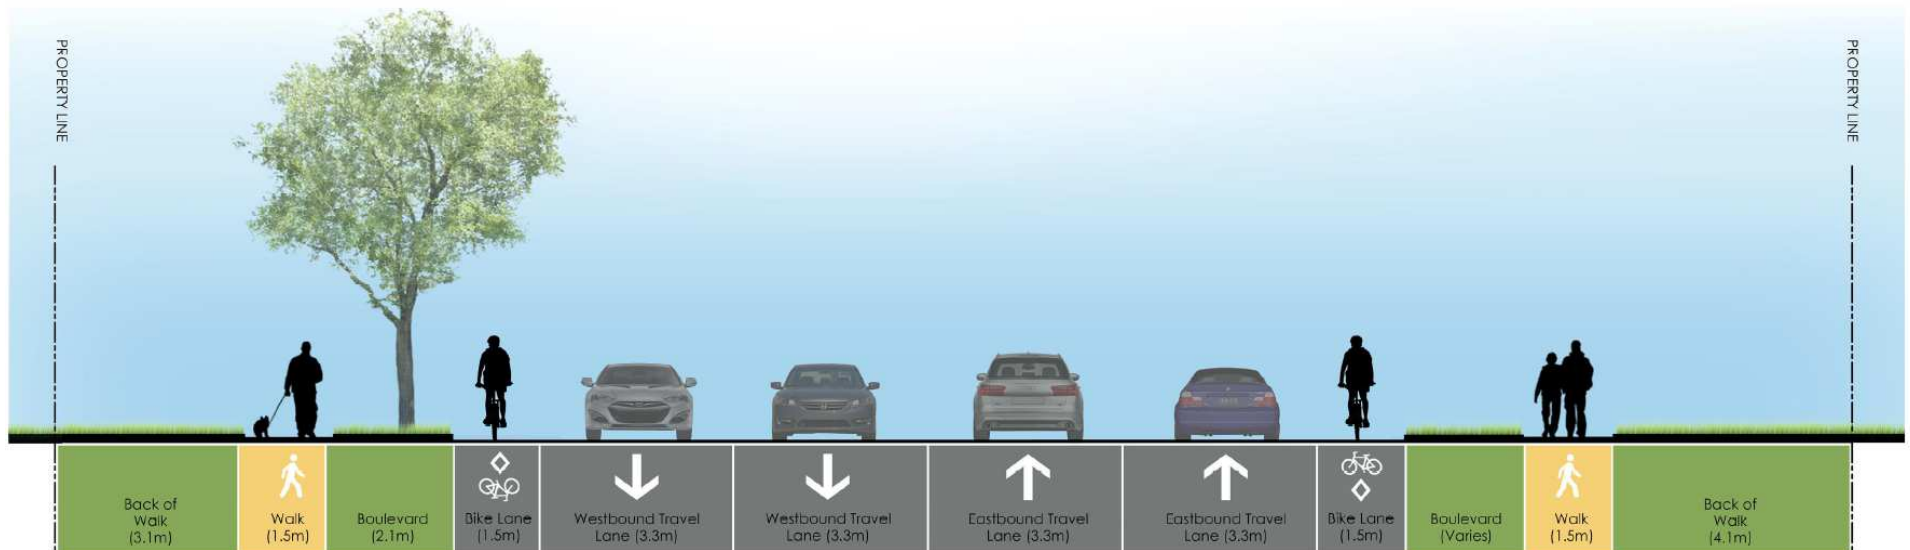 PROPERTY LINE
PROPERTY LINE
Back of
Walk
(3.1m)
Walk
(1.5m)
Boulevard
(2.1m)
Bike Lane
(1.5m)
Westbound Travel
Lane (3.3m)
Westbound Travel
Lane (3.3m)
Eastbound Travel
Lane (3.3m)
Eastbound Travel
Lane (3.3m)
Bike Lane
(1.5m)
Boulevard
(Varies)
Walk
(1.5m)
Back of
Walk
(4.1m)